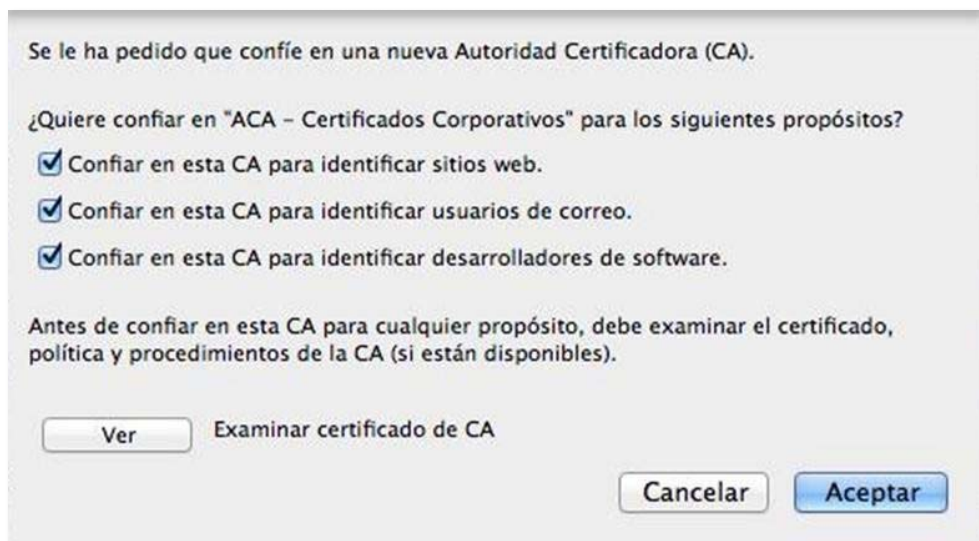 Se le ha pedido que confíe en una nueva Autoridad Certificadora (CA).
¿Quiere confiar en "ACA - Certificados Corporativos" para los siguientes propósitos?
Confiar en esta CA para identificar sitios web.
Confiar en esta CA para identificar usuarios de correo.
Confiar en esta CA para identificar desarrolladores de software.
Antes de confiar en esta CA para cualquier propósito, debe examinar el certificado,
política y procedimientos de la CA (si están disponibles).
Ver Examinar certificado de CA
Cancelar Aceptar